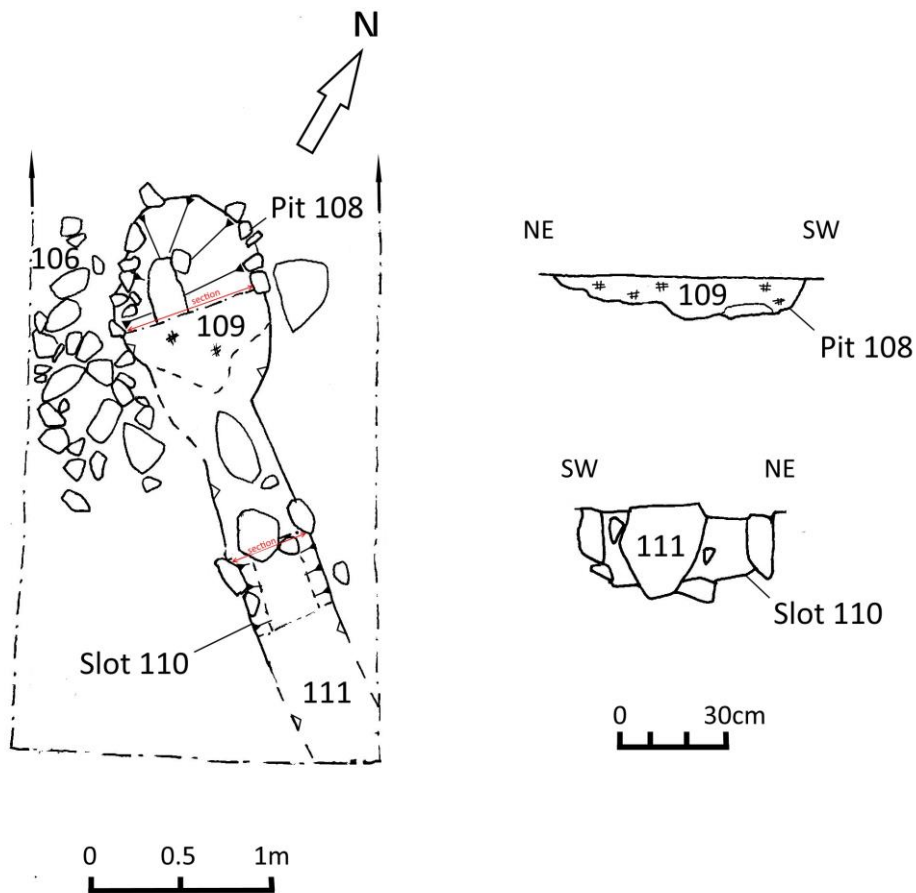 N
Pit 108
106
section
109
section
Slot 110
111
0 0.5 1m
NE SW
109
Pit 108
SW NE
111
Slot 110
0 30cm